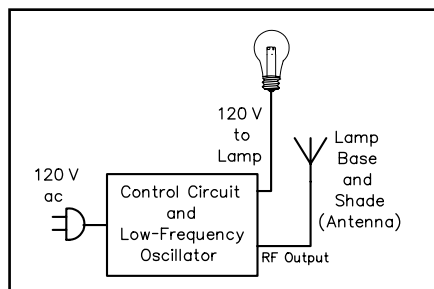 120 V
to
Lamp
Lamp
Base
and
Shade
(Antenna)
120 V
ac
Control Circuit
and
Low-Frequency
Oscillator
RF Output